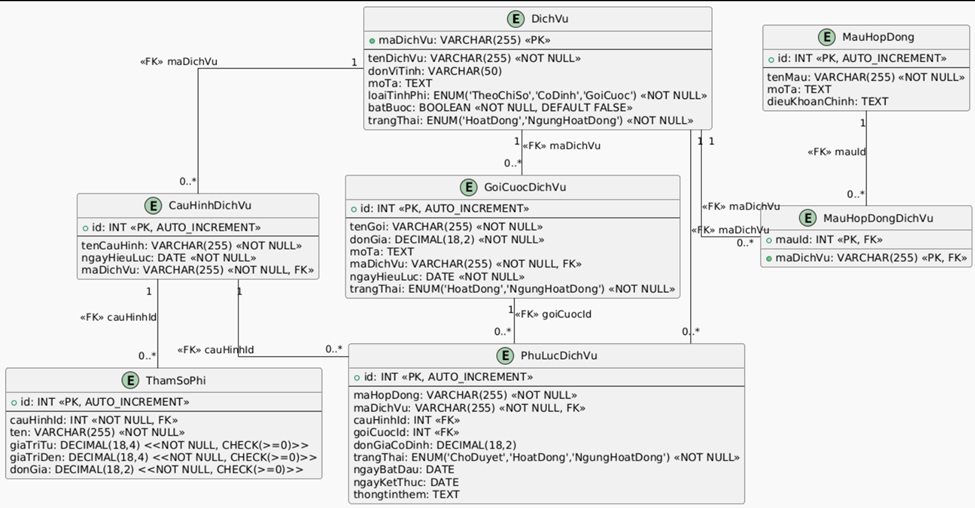 E DichVu
maDichVu: VARCHAR(255) «PK»
tenDichVu: VARCHAR(255) «NOT NULL»
donViTinh: VARCHAR(50)
moTa: TEXT
loaiTinhPhi: ENUM('TheoChiSo','CoDinh','GoiCuoc') «NOT NULL»
batBuoc: BOOLEAN «NOT NULL, DEFAULT FALSE»
trangThai: ENUM('HoatDong','NgungHoatDong') «NOT NULL»
E MauHopDong
id: INT «PK, AUTO_INCREMENT»
tenMau: VARCHAR(255) «NOT NULL»
moTa: TEXT
dieuKhoanChinh: TEXT
«FK» maDichVu
1
0..*
1
«FK» maDichVu
0..*
1
1
«FK» maDichVu
«FK» maDichVu
0..*
0..*
1
«FK» mauId
0..*
E CauHinhDichVu
id: INT «PK, AUTO_INCREMENT»
tenCauHinh: VARCHAR(255) «NOT NULL»
ngayHieuLuc: DATE «NOT NULL»
maDichVu: VARCHAR(255) «NOT NULL, FK»
E GoiCuocDichVu
id: INT «PK, AUTO_INCREMENT»
tenGoi: VARCHAR(255) «NOT NULL»
donGia: DECIMAL(18,2) «NOT NULL»
moTa: TEXT
maDichVu: VARCHAR(255) «NOT NULL, FK»
ngayHieuLuc: DATE «NOT NULL»
trangThai: ENUM('HoatDong','NgungHoatDong') «NOT NULL»
E MauHopDongDichVu
mauId: INT «PK, FK»
maDichVu: VARCHAR(255) «PK, FK»
1
«FK» cauHinhId
0..*
1
«FK» cauHinhId
0..*
1
«FK» goiCuocId
0..*
E ThamSoPhi
id: INT «PK, AUTO_INCREMENT»
cauHinhId: INT «NOT NULL, FK»
ten: VARCHAR(255) «NOT NULL»
giaTriTu: DECIMAL(18,4) <<NOT NULL, CHECK(>=0)>>
giaTriDen: DECIMAL(18,4) <<NOT NULL, CHECK(>=0)>>
donGia: DECIMAL(18,2) <<NOT NULL, CHECK(>=0)>>
E PhuLucDichVu
id: INT «PK, AUTO_INCREMENT»
maHopDong: VARCHAR(255) «NOT NULL»
maDichVu: VARCHAR(255) «NOT NULL, FK»
cauHinhId: INT «FK»
goiCuocId: INT «FK»
donGiaCoDinh: DECIMAL(18,2)
trangThai: ENUM('ChoDuyet','HoatDong','NgungHoatDong') «NOT NULL»
ngayBatDau: DATE
ngayKetThuc: DATE
thongtinthem: TEXT